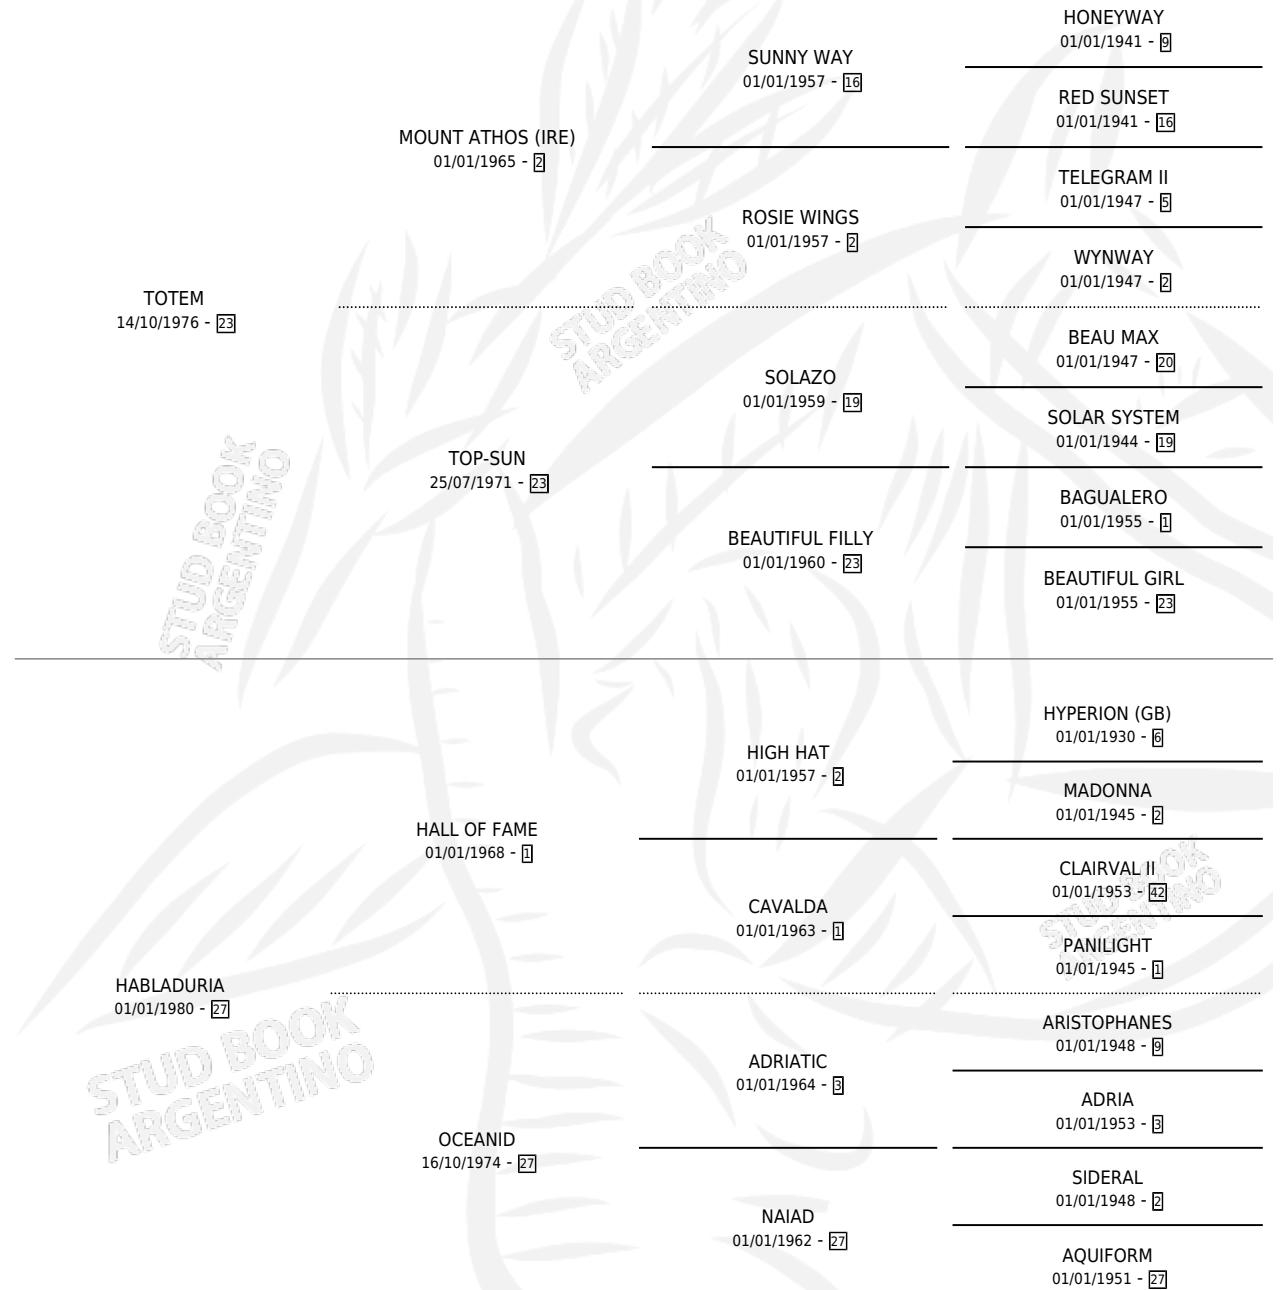 HONEYWAY
01/01/1941 - 9
SUNNY WAY
01/01/1957 - 16
RED SUNSET
01/01/1941 - 16
MOUNT ATHOS (IRE)
01/01/1965 - 2
TELEGRAM II
01/01/1947 - 5
ROSIE WINGS
01/01/1957 - 2
WYNWAY
01/01/1947 - 2
TOTEM
14/10/1976 - 23
BEAU MAX
01/01/1947 - 20
SOLAZO
01/01/1959 - 19
SOLAR SYSTEM
01/01/1944 - 19
TOP-SUN
25/07/1971 - 23
BAGUALERO
01/01/1955 - 1
BEAUTIFUL FILLY
01/01/1960 - 23
BEAUTIFUL GIRL
01/01/1955 - 23
STUD BOOK
ARGENTINO
STUD BOOK
ARGENTINO
HYPERION (GB)
01/01/1930 - 6
HIGH HAT
01/01/1957 - 2
MADONNA
01/01/1945 - 2
HALL OF FAME
01/01/1968 - 1
CLAIRVAL II
01/01/1953 - 42
CAVALDA
01/01/1963 - 1
PANILIGHT
01/01/1945 - 1
HABLADURIA
01/01/1980 - 27
ARISTOPHANES
01/01/1948 - 9
ADRIATIC
01/01/1964 - 3
ADRIA
01/01/1953 - 3
OCEANID
16/10/1974 - 27
SIDERAL
01/01/1948 - 2
NAIAD
01/01/1962 - 27
AQUIFORM
01/01/1951 - 27
STUD BOOK
ARGENTINO
STUD BOOK
ARGENTINO